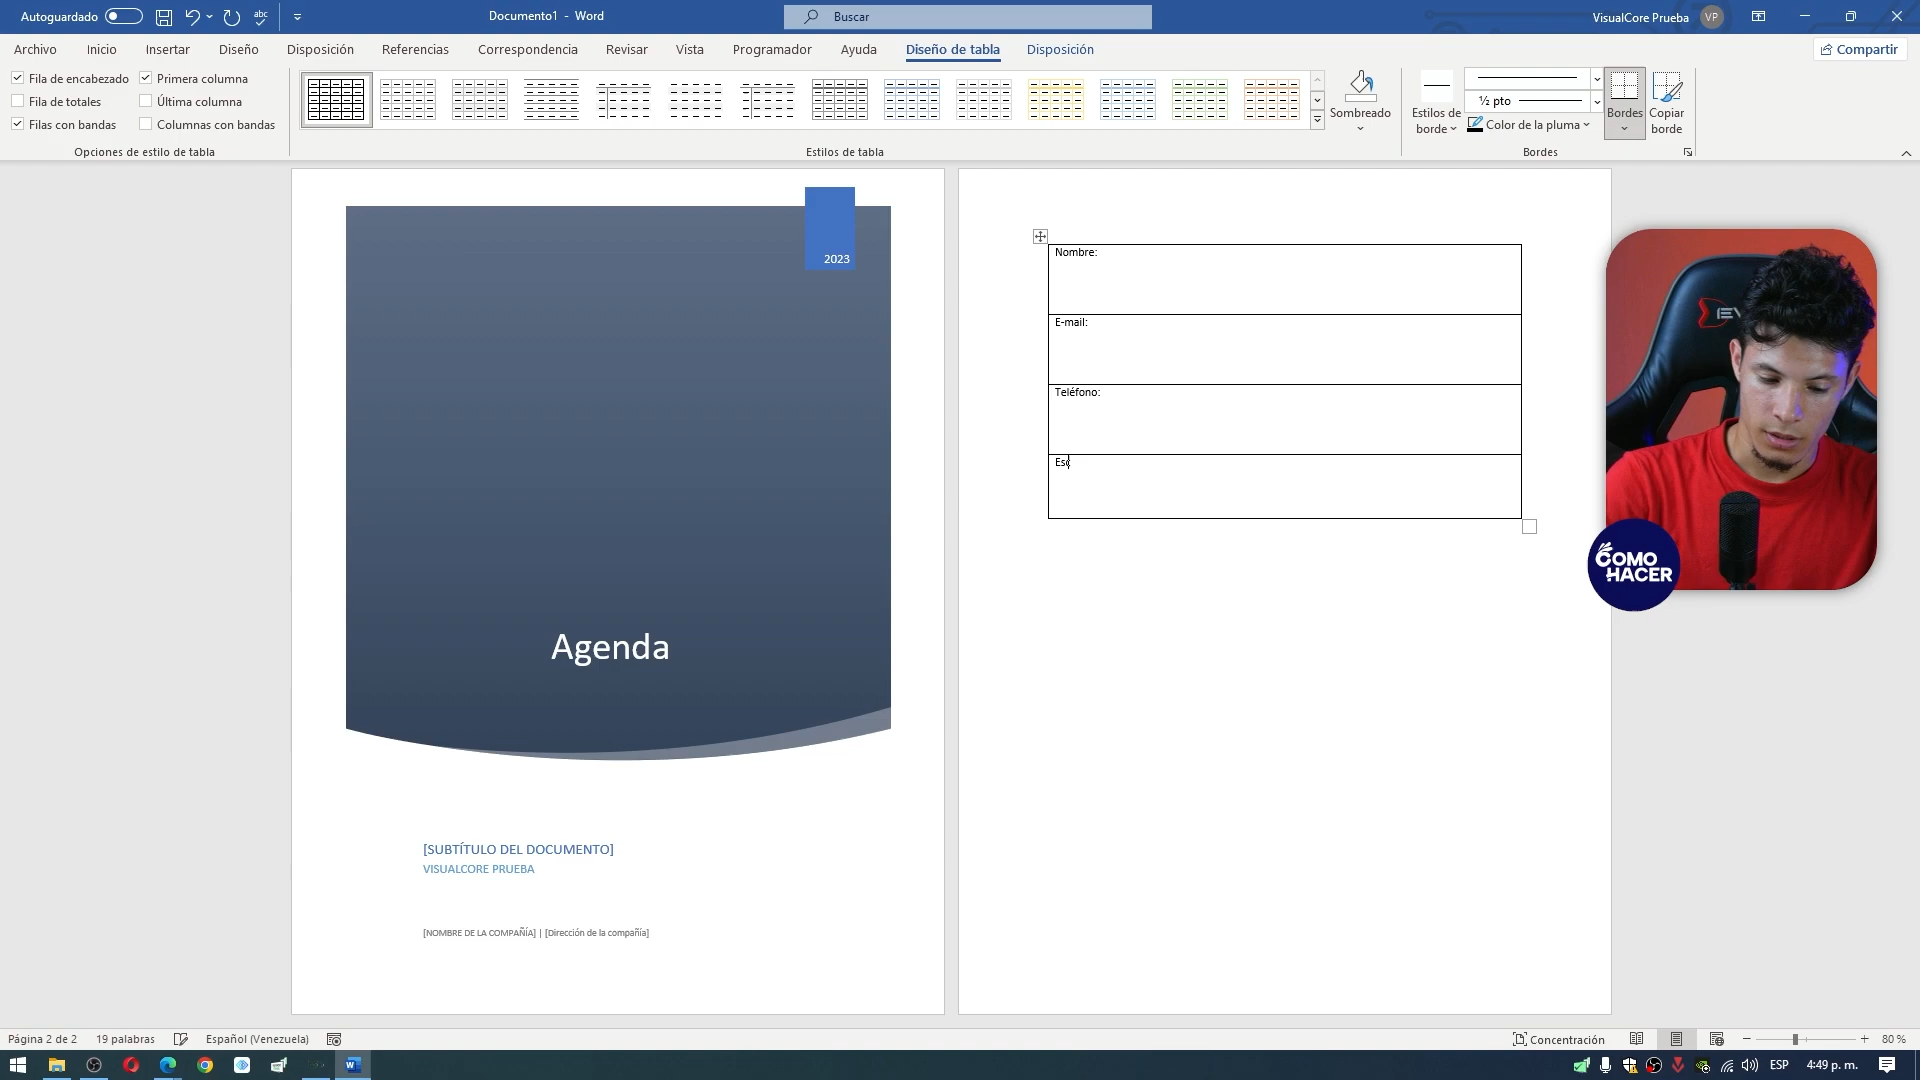 Autoguardado
abc
Documento1 - Word
Buscar
VisualCore Prueba
VP
Archivo
Inicio
Insertar
Diseño
Disposición
Referencias
Correspondencia
Revisar
Vista
Programador
Ayuda
Diseño de tabla
Disposición
Compartir
Fila de encabezado
Primera columna
Fila de totales
Última columna
Filas con bandas
Columnas con bandas
Opciones de estilo de tabla
Estilos de tabla
Sombreado
Estilos de
borde
½ pto
Color de la pluma
Bordes
Copiar
borde
Bordes
2023
Agenda
[SUBTÍTULO DEL DOCUMENTO]
VISUALCORE PRUEBA
[NOMBRE DE LA COMPAÑÍA] | [Dirección de la compañía]
Nombre:
E-mail:
Teléfono:
Esc
COMO
HACER
Página 2 de 2
19 palabras
Español (Venezuela)
Concentración
80 %
ESP
4:49 p. m.